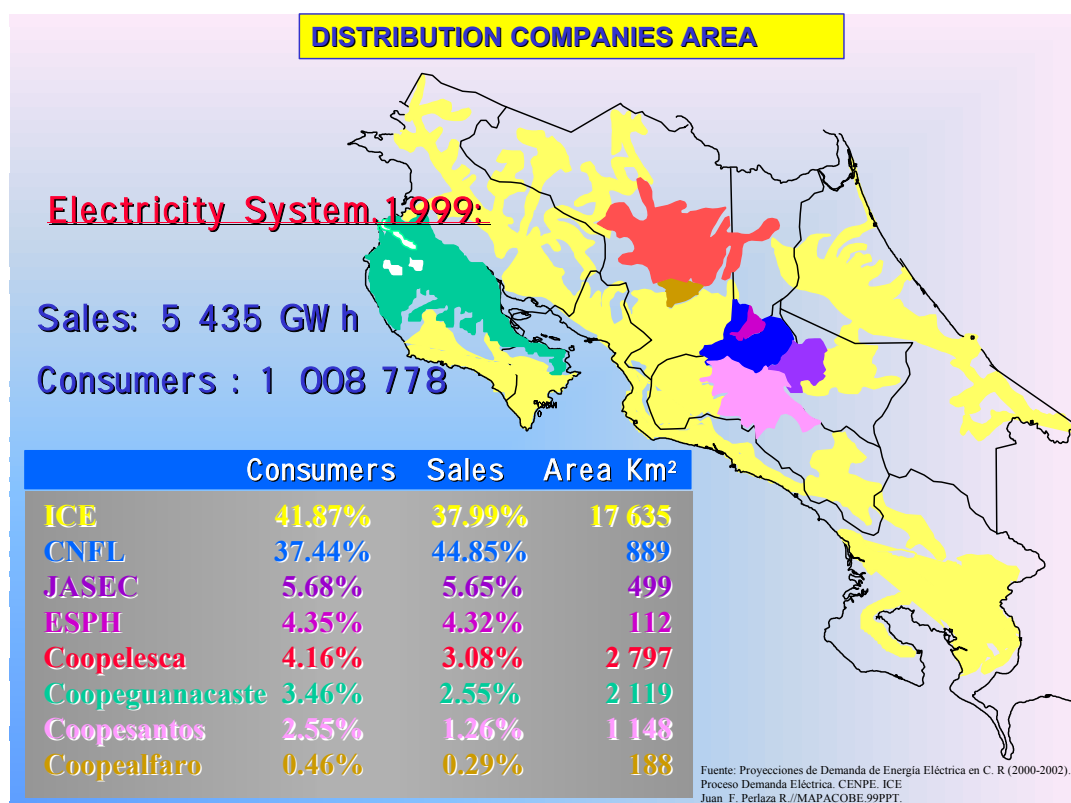 DISTRIBUTION COMPANIES AREA
Electricity System,1999:
Sales: 5 435 GWh
Consumers : 1 008 778
Consumers Sales Area Km²
ICE 41.87% 37.99% 17 635
CNFL 37.44% 44.85% 889
JASEC 5.68% 5.65% 499
ESPH 4.35% 4.32% 112
Coopelesca 4.16% 3.08% 2 797
Coopeguanacaste 3.46% 2.55% 2 119
Coopesantos 2.55% 1.26% 1 148
Coopealfaro 0.46% 0.29% 188
Fuente: Proyecciones de Demanda de Energía Eléctrica en C. R (2000-2002).
Proceso Demanda Eléctrica. CENPE. ICE
Juan F. Perlaza R.//MAPACOBE.99PPT.